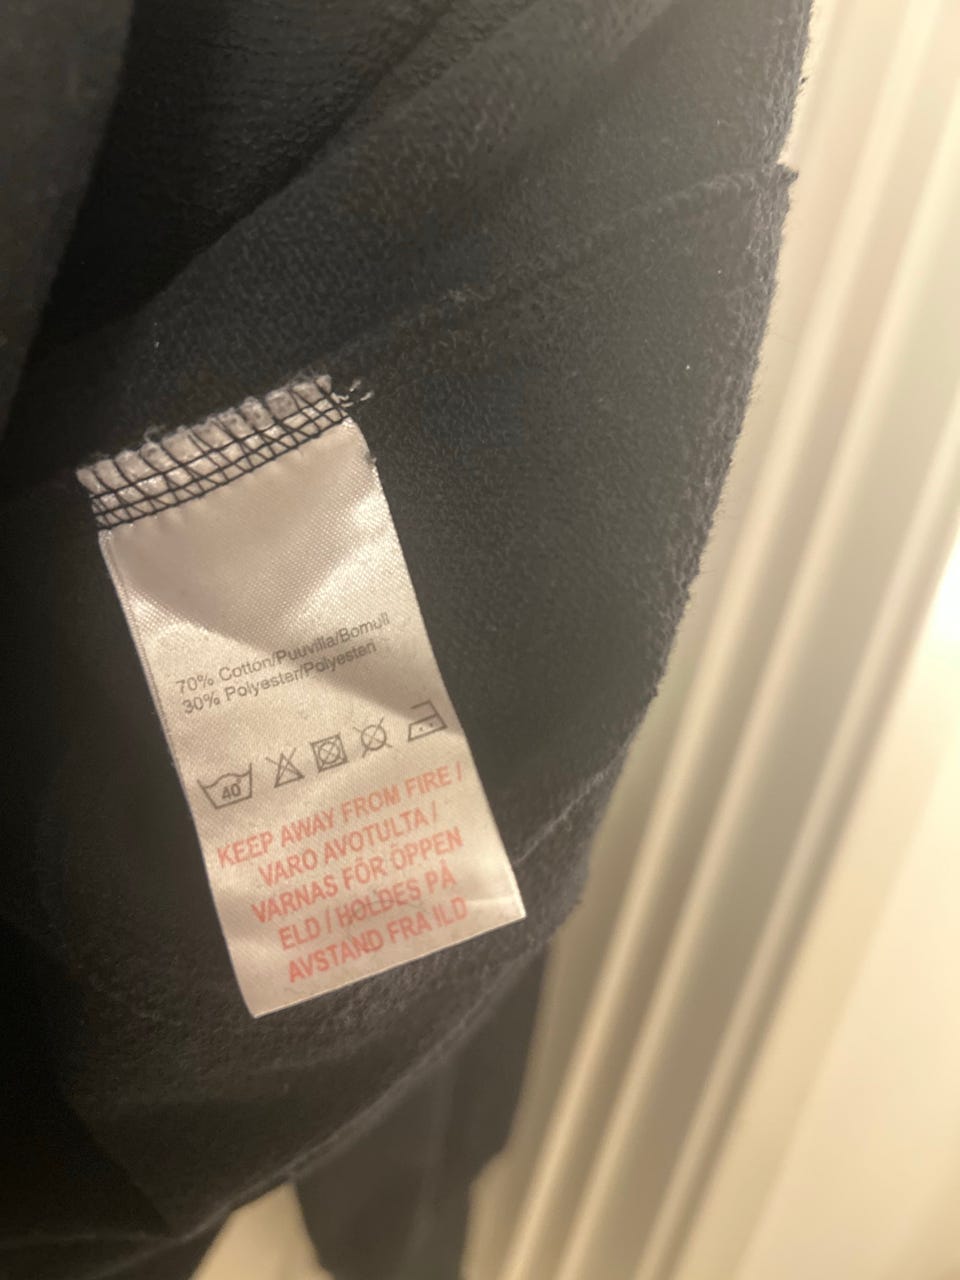 70% Cotton/Puuvilla/Bomull
30% Polyester/Polyesteri
40
KEEP AWAY FROM FIRE /
VARO AVOTULTA /
VARNAS FÖR ÖPPEN
ELD / HOLDES PÅ
AVSTAND FRA ILD